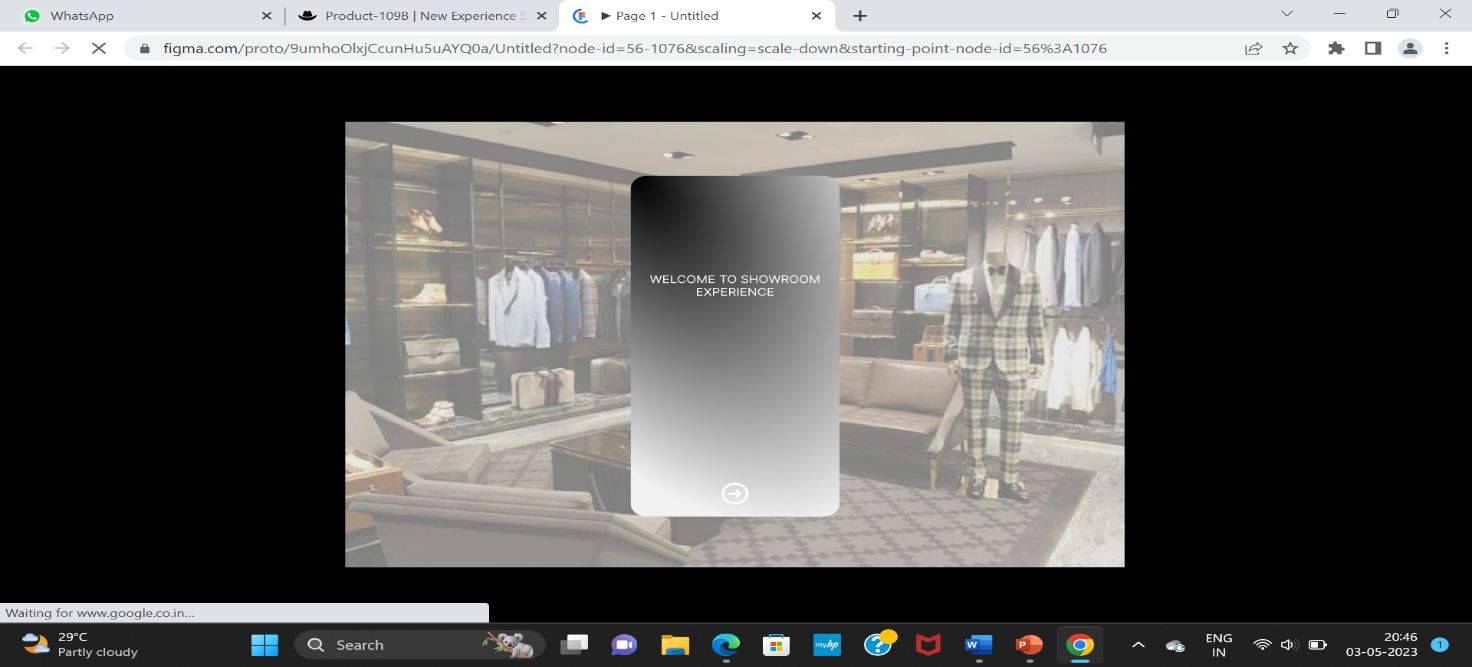 WhatsApp
Product-109B | New Experience S
Page 1 - Untitled
figma.com/proto/9umhoOlxjCcunHu5uAYQ0a/Untitled?node-id=56-1076&scaling=scale-down&starting-point-node-id=56%3A1076
WELCOME TO SHOWROOM
EXPERIENCE
Waiting for www.google.co.in...
29°C
Partly cloudy
Search
myhp
ENG
IN
20:46
03-05-2023
1